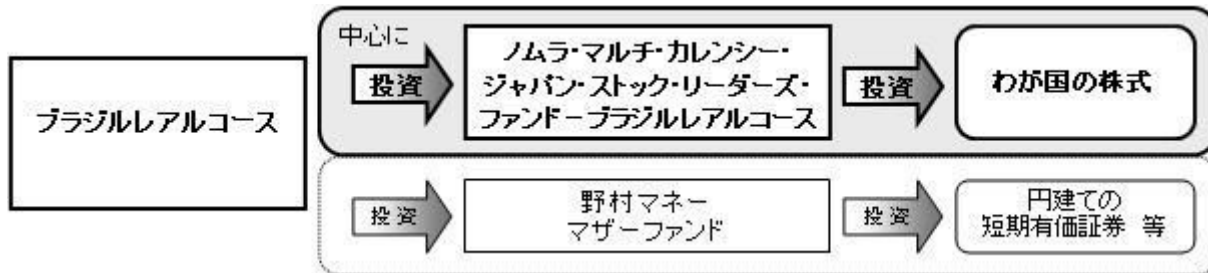 ブラジルレアルコース
中心に
投資
ノムラ・マルチ・カレンシー・
ジャパン・ストック・リーダーズ・
ファンド－ブラジルレアルコース
投資
わが国の株式
投資
野村マネー
マザーファンド
投資
円建ての
短期有価証券 等